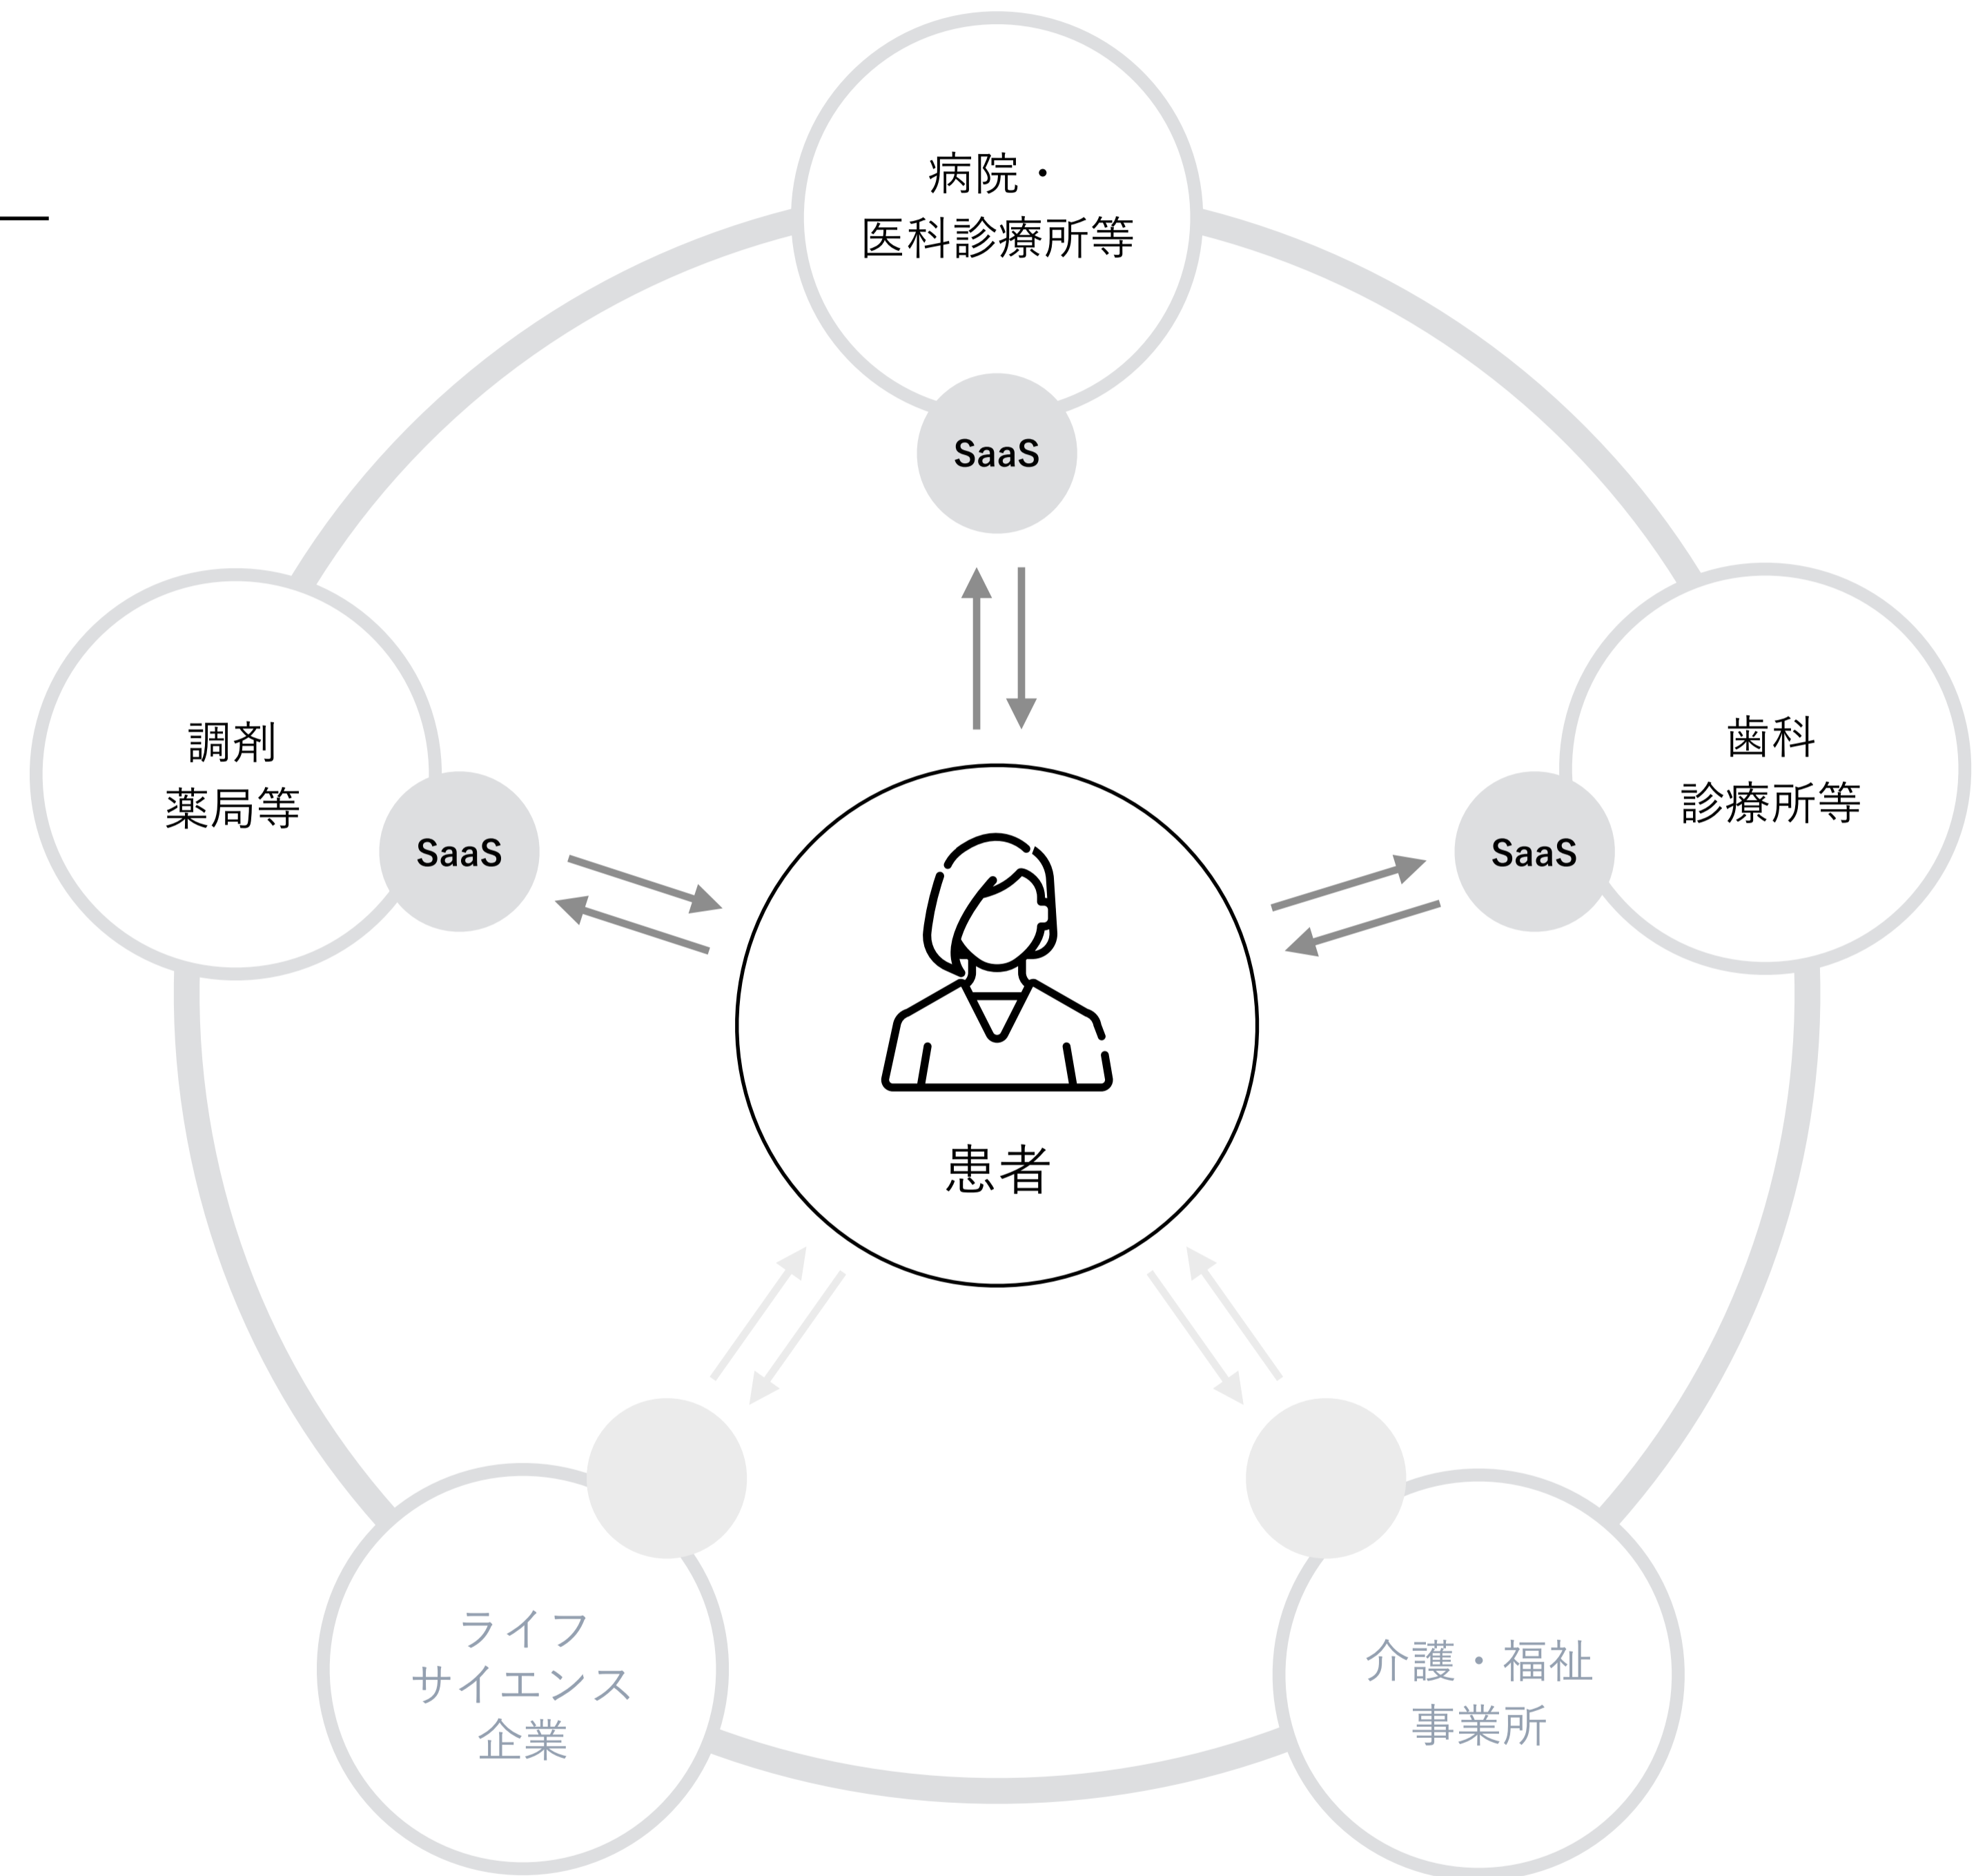 病院・
医科診療所等
SaaS
調剤
薬局等
SaaS
歯科
診療所等
SaaS
患者
ライフ
サイエンス
企業
介護・福祉
事業所